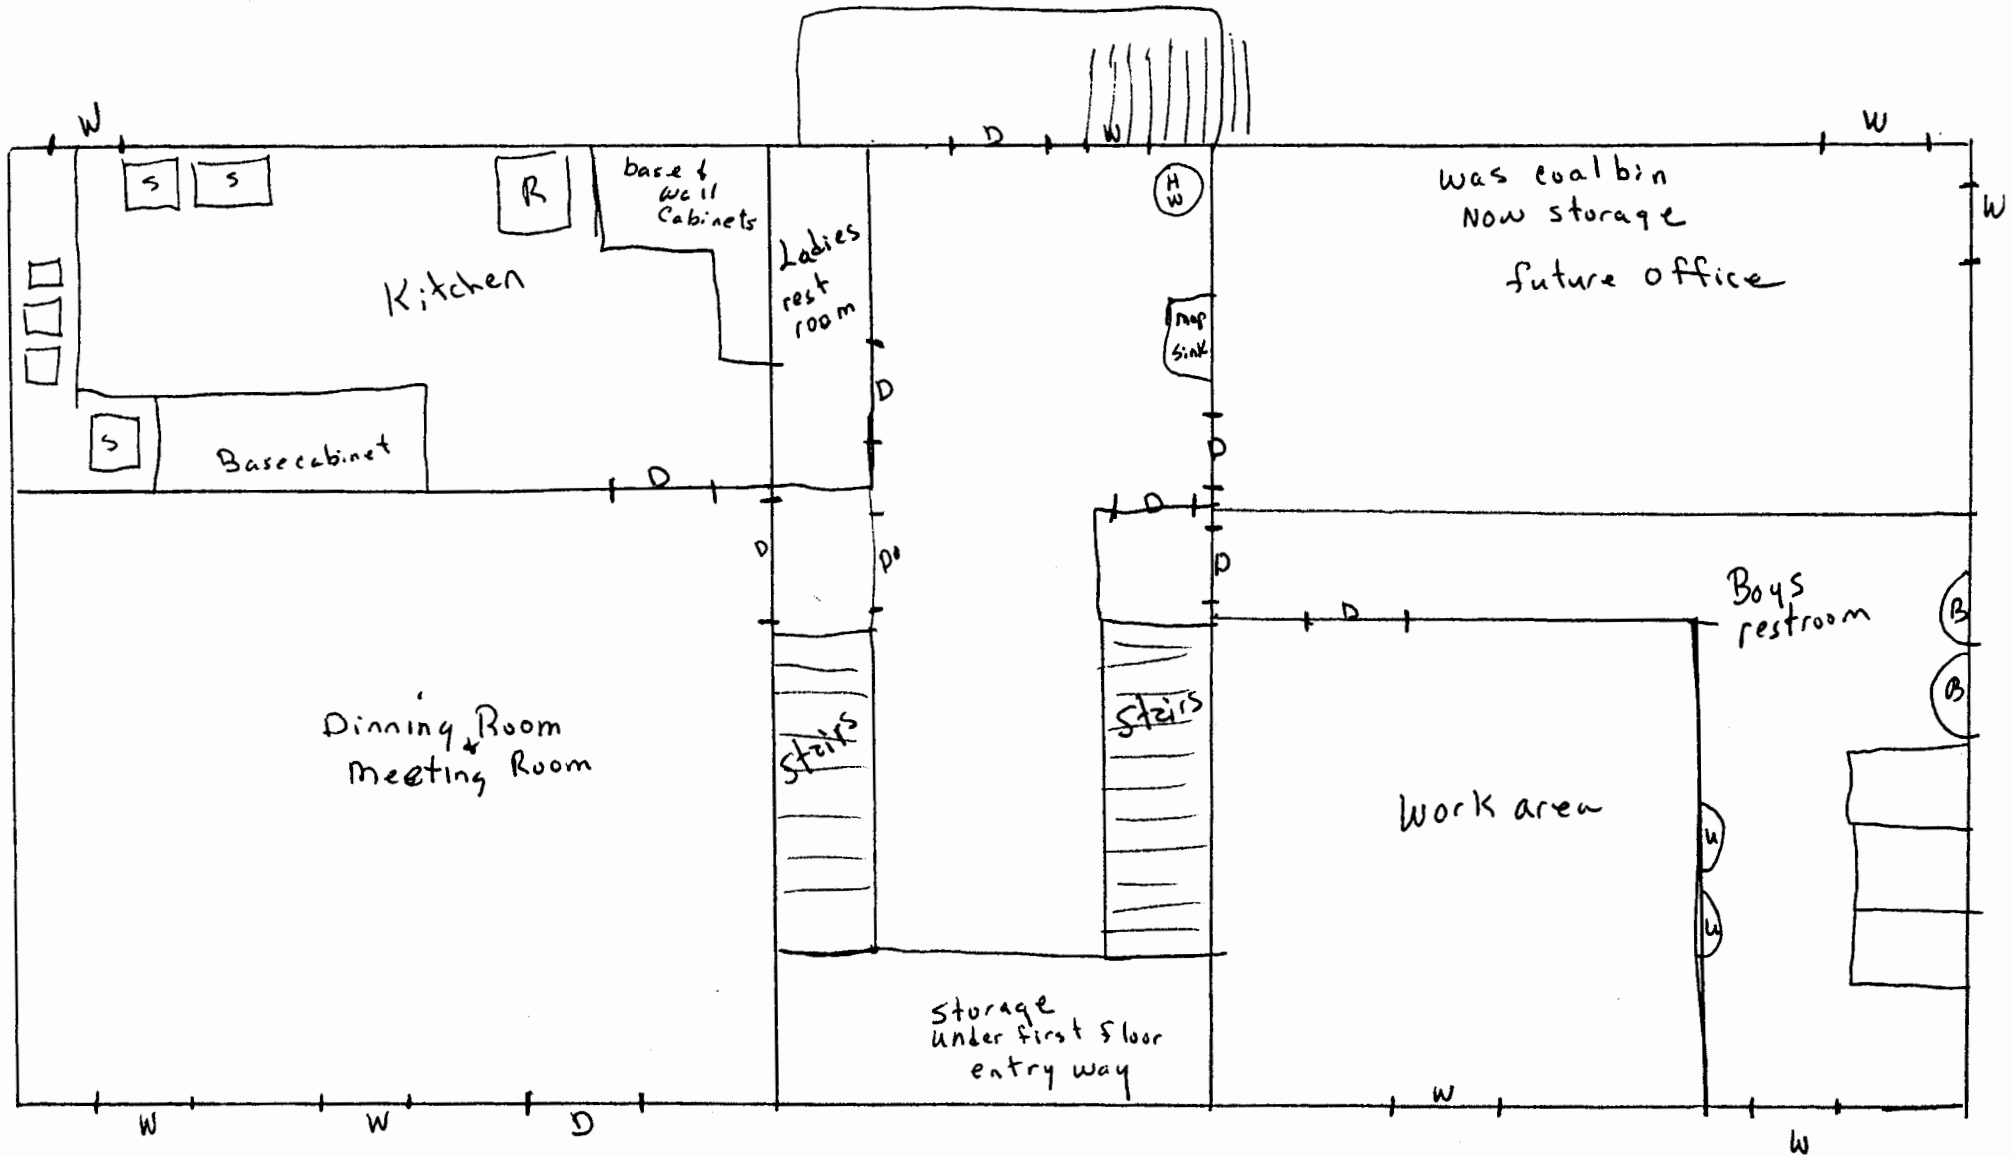 W
D
W
W
S
S
R
base &
wall
Cabinets
H
W
was coalbin
Now storage
future office
W
Ladies
rest
room
Kitchen
mop
sink
D
D
S
Basecabinet
D
D
D
D
D
D
Boys
restroom
B
B
Stairs
Stairs
Dinning Room
&
Meeting Room
Work area
U
U
Storage
under first floor
entry way
W
W
W
D
W